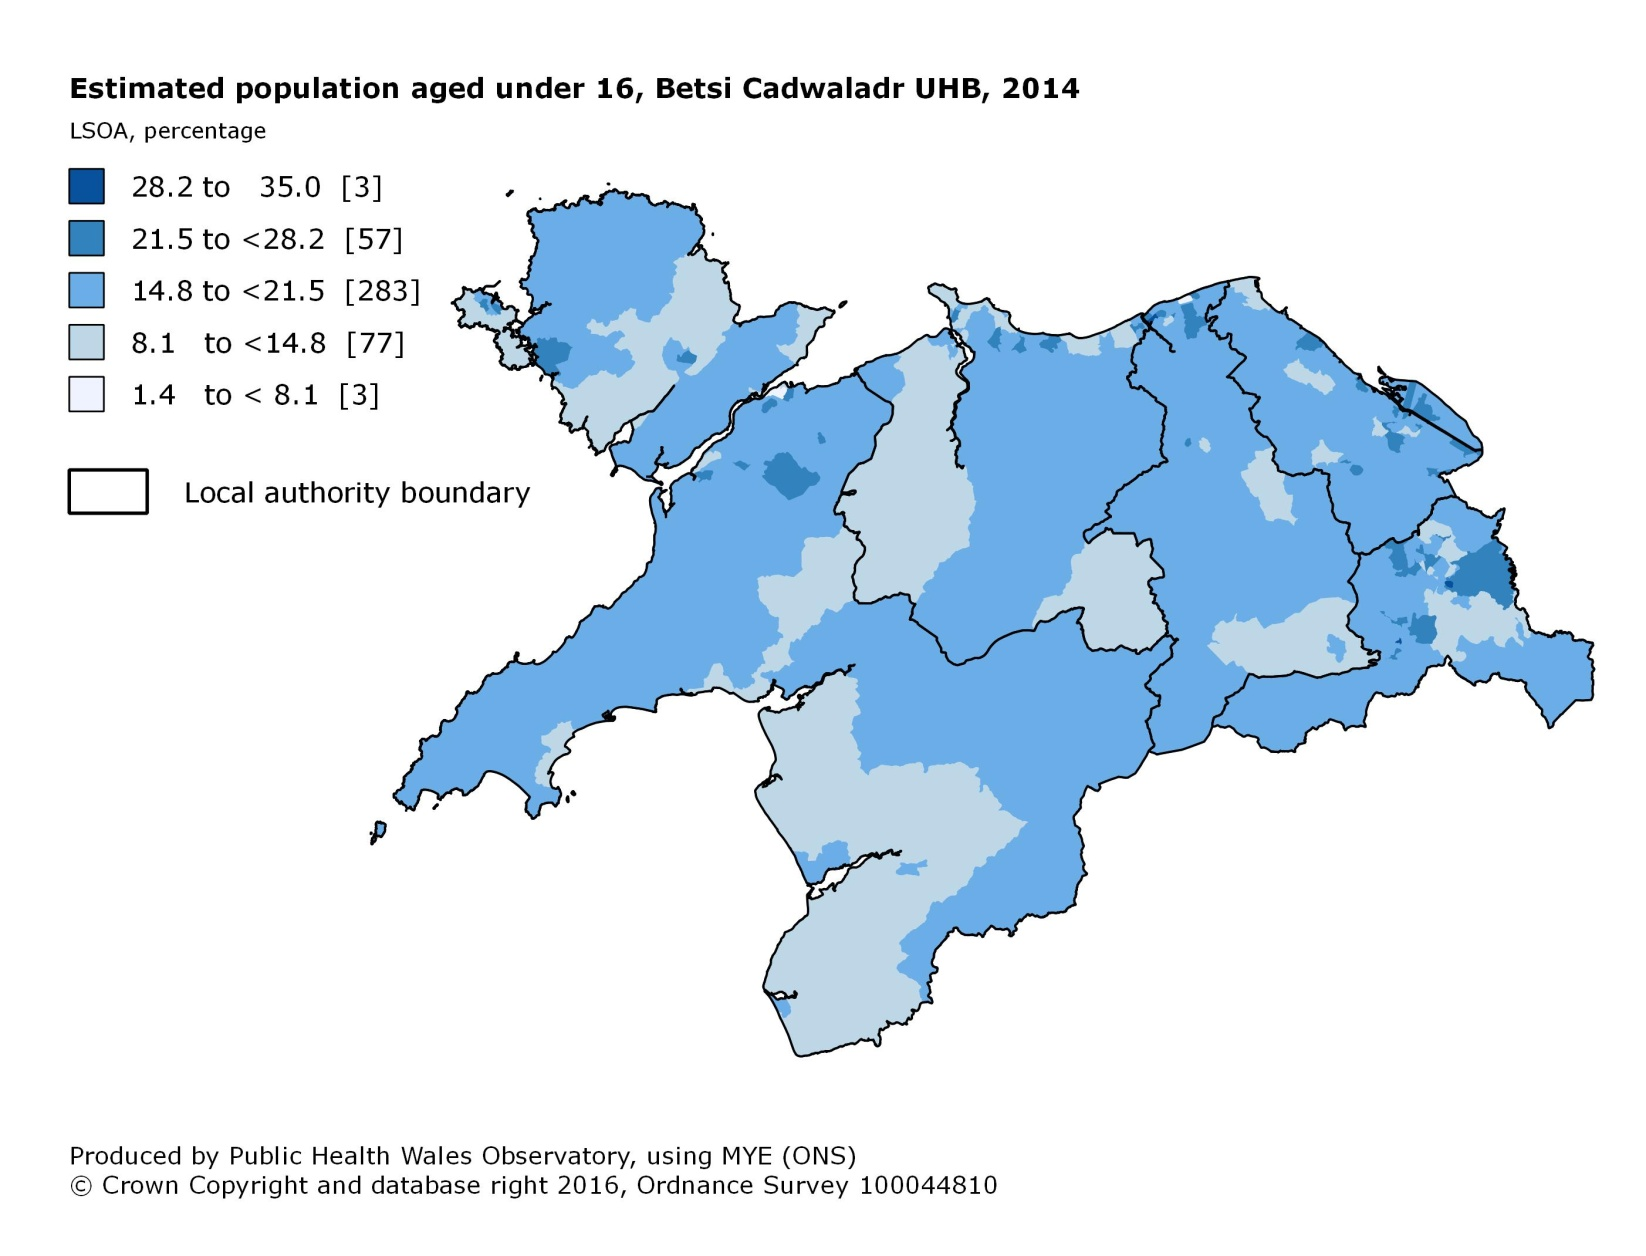 Estimated population aged under 16, Betsi Cadwaladr UHB, 2014
LSOA, percentage
28.2 to 35.0 [3]
21.5 to <28.2 [57]
14.8 to <21.5 [283]
8.1 to <14.8 [77]
1.4 to < 8.1 [3]
Local authority boundary
Produced by Public Health Wales Observatory, using MYE (ONS)
© Crown Copyright and database right 2016, Ordnance Survey 100044810